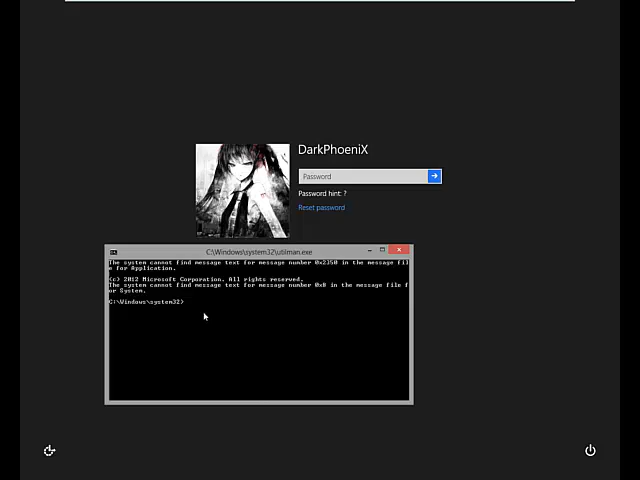 DarkPhoeniX
Password
Password hint: ?
Reset password
C:\Windows\system32\utilman.exe
The system cannot find message text for message number 0x2350 in the message fil
e for Application.
(c) 2012 Microsoft Corporation. All rights reserved.
The system cannot find message text for message number 0x8 in the message file f
or System.
C:\Windows\system32>